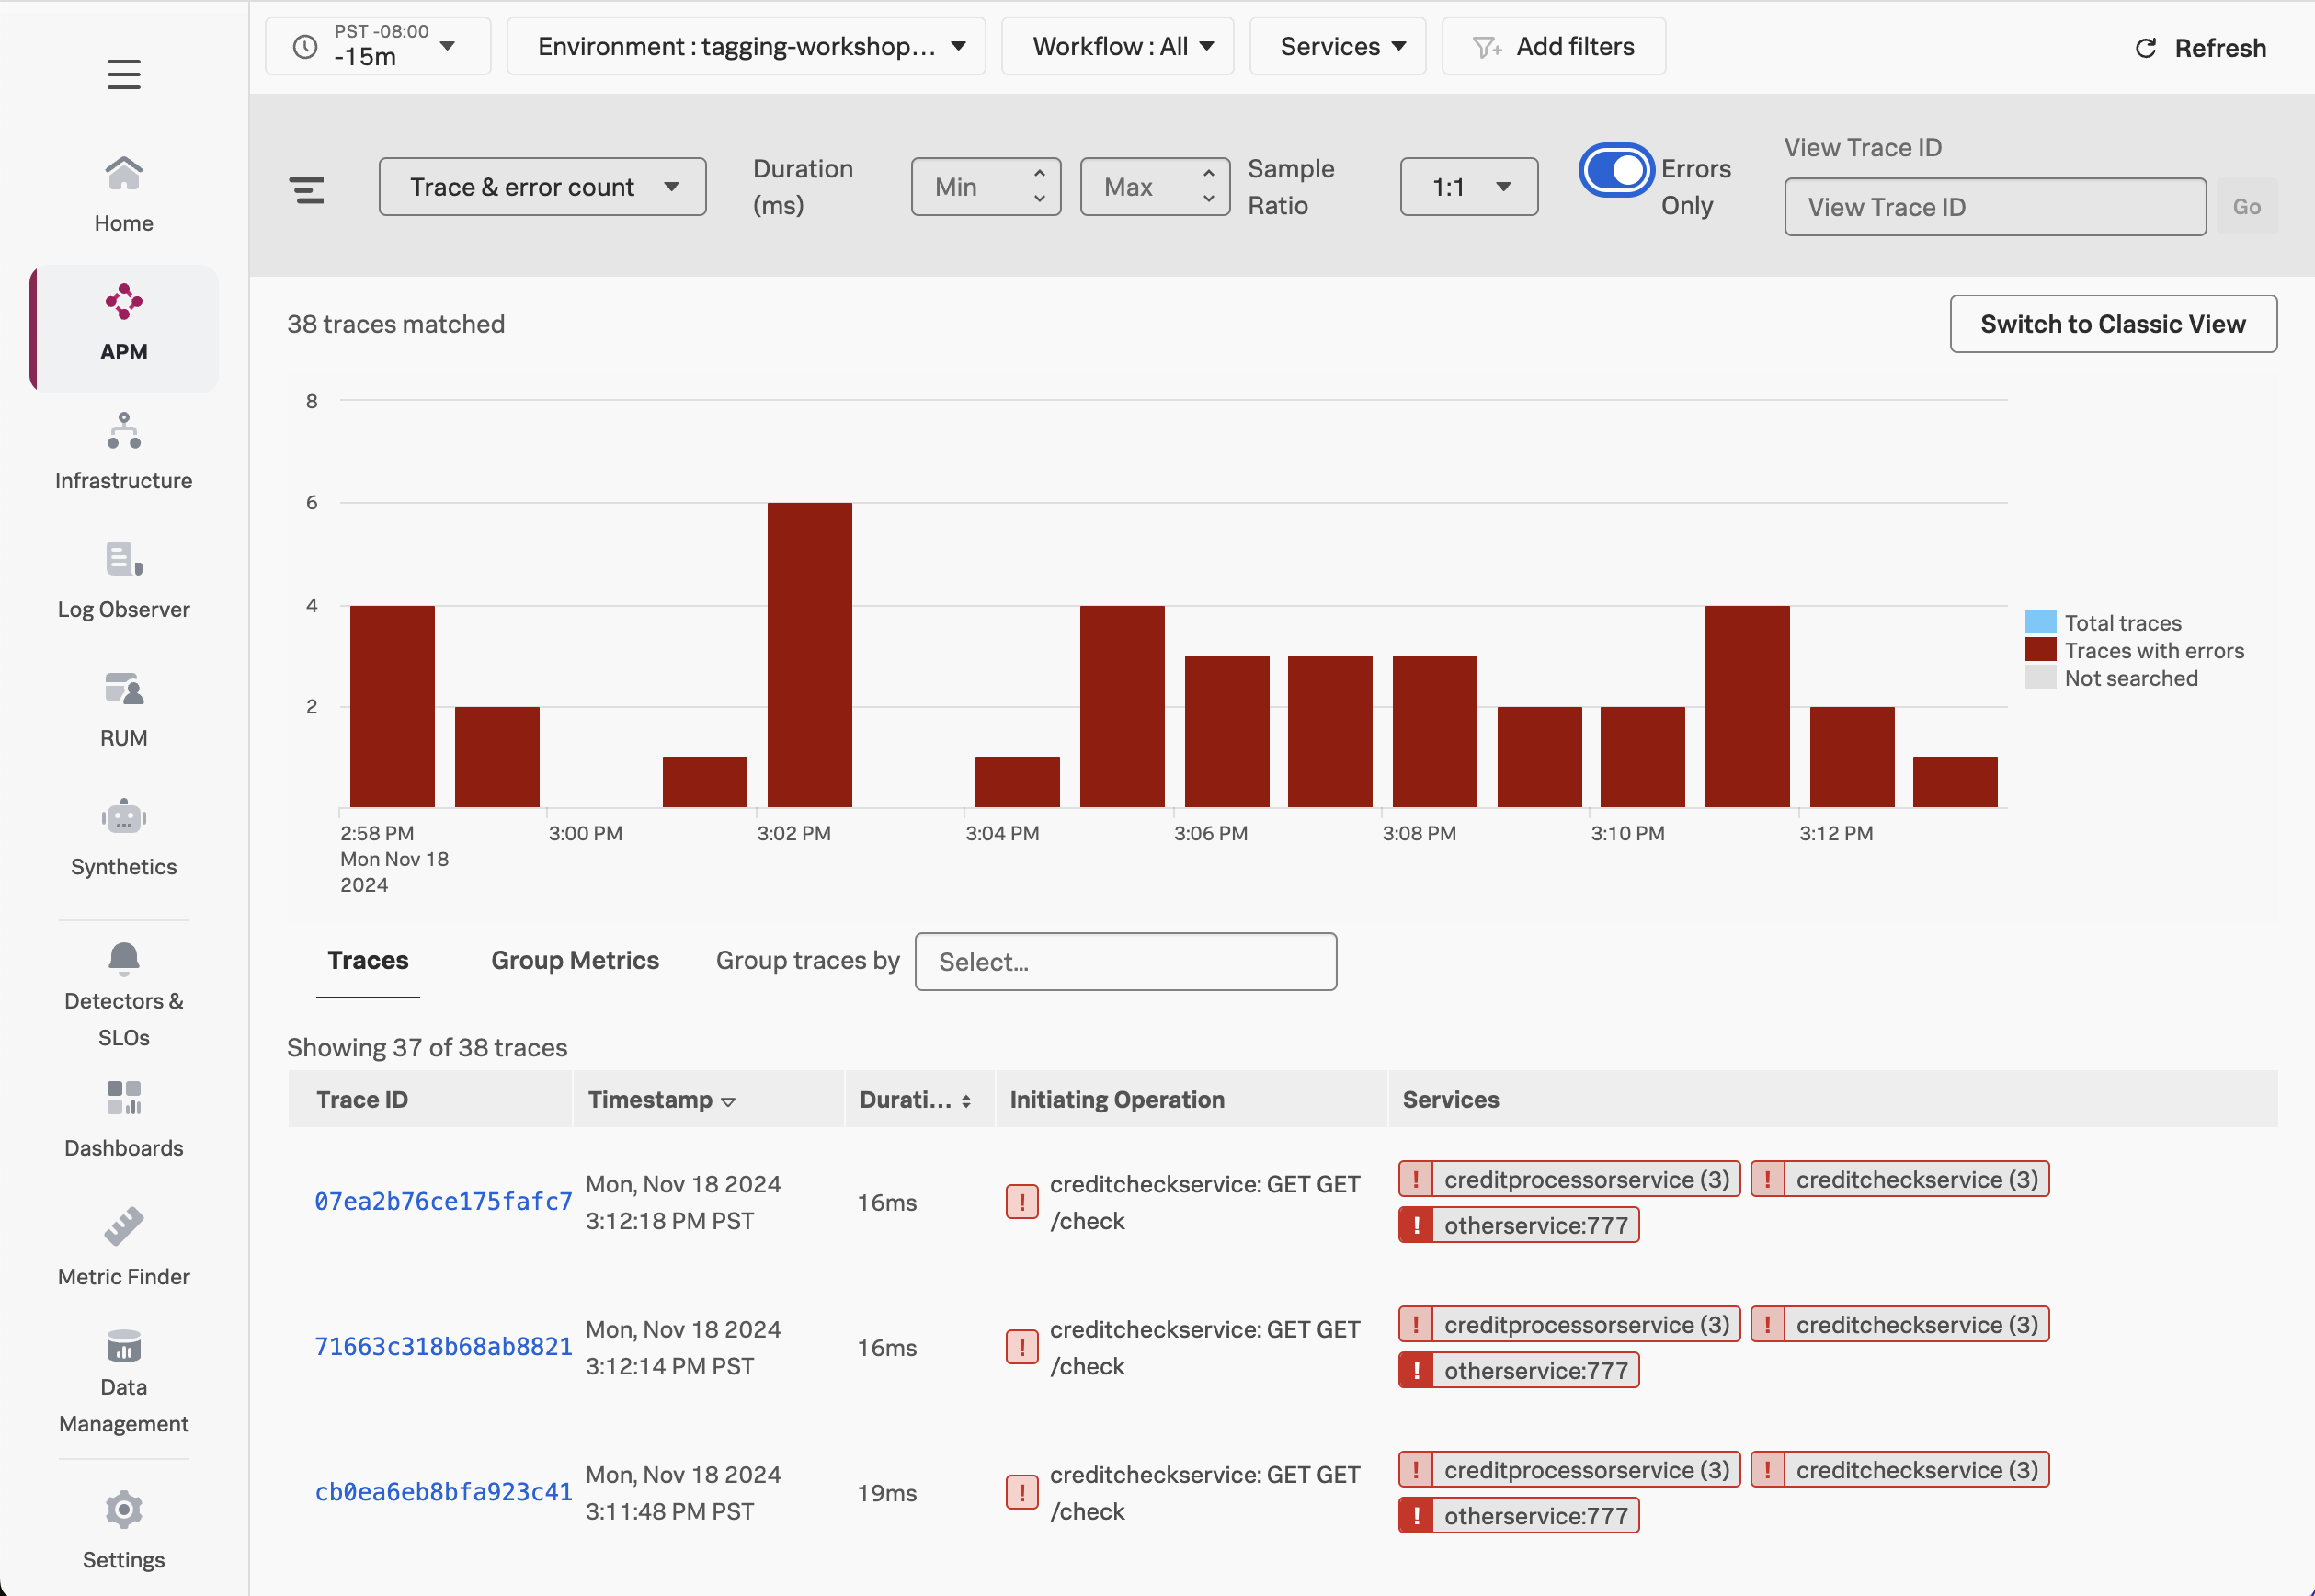 PST -08:00
-15m
Environment : tagging-workshop...
Workflow : All
Services
Add filters
Refresh
Home
APM
Infrastructure
Log Observer
RUM
Synthetics
Detectors &
SLOs
Dashboards
Metric Finder
Data
Management
Settings
Trace & error count
Duration
(ms)
Min
Max
Sample
Ratio
1:1
Errors
Only
View Trace ID
View Trace ID
Go
38 traces matched
Switch to Classic View
8
6
4
2
2:58 PM
Mon Nov 18
2024
3:00 PM
3:02 PM
3:04 PM
3:06 PM
3:08 PM
3:10 PM
3:12 PM
Total traces
Traces with errors
Not searched
Traces
Group Metrics
Group traces by
Select...
Showing 37 of 38 traces
Trace ID
Timestamp
Durati...
Initiating Operation
Services
07ea2b76ce175fafc7
Mon, Nov 18 2024
3:12:18 PM PST
16ms
! creditcheckservice: GET GET
/check
! creditprocessorservice (3)
! creditcheckservice (3)
! otherservice:777
71663c318b68ab8821
Mon, Nov 18 2024
3:12:14 PM PST
16ms
! creditcheckservice: GET GET
/check
! creditprocessorservice (3)
! creditcheckservice (3)
! otherservice:777
cb0ea6eb8bfa923c41
Mon, Nov 18 2024
3:11:48 PM PST
19ms
! creditcheckservice: GET GET
/check
! creditprocessorservice (3)
! creditcheckservice (3)
! otherservice:777